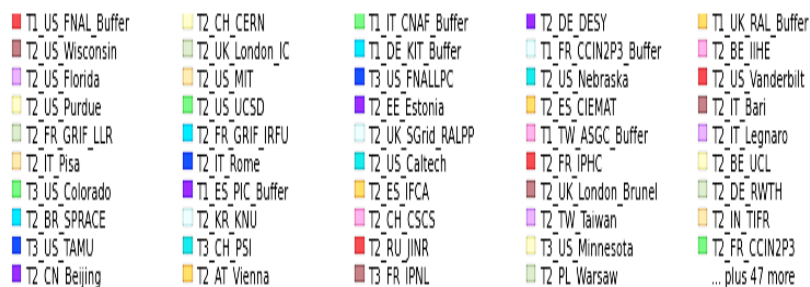 T1_US_FNAL_Buffer T2_CH_CERN T1_IT_CNAF_Buffer T2_DE_DESY T1_UK_RAL_Buffer
T2_US_Wisconsin T2_UK_London_IC T1_DE_KIT_Buffer T1_FR_CCIN2P3_Buffer T2_BE_IIHE
T2_US_Florida T2_US_MIT T3_US_FNALLPC T2_US_Nebraska T2_US_Vanderbilt
T2_US_Purdue T2_US_UCSD T2_EE_Estonia T2_ES_CIEMAT T2_IT_Bari
T2_FR_GRIF_LLR T2_FR_GRIF_IRFU T2_UK_SGrid_RALPP T1_TW_ASGC_Buffer T2_IT_Legnaro
T2_IT_Pisa T2_IT_Rome T2_US_Caltech T2_FR_IPHC T2_BE_UCL
T3_US_Colorado T1_ES_PIC_Buffer T2_ES_IFCA T2_UK_London_Brunel T2_DE_RWTH
T2_BR_SPRACE T2_KR_KNU T2_CH_CSCS T2_TW_Taiwan T2_IN_TIFR
T3_US_TAMU T3_CH_PSI T2_RU_JINR T3_US_Minnesota T2_FR_CCIN2P3
T2_CN_Beijing T2_AT_Vienna T3_FR_IPNL T2_PL_Warsaw ... plus 47 more